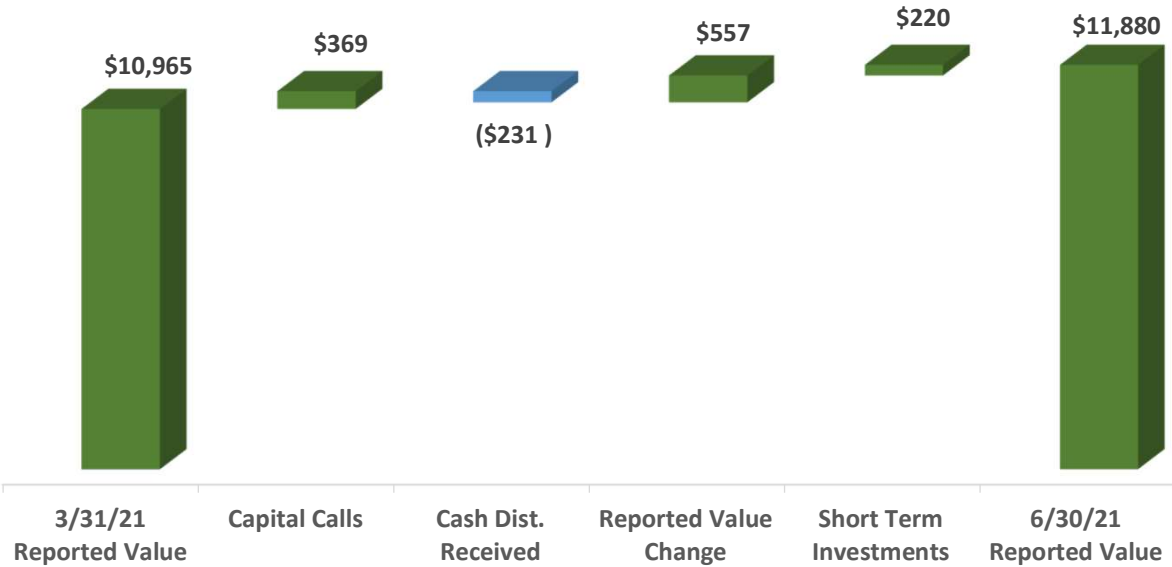 $10,965
$369
($231 )
$557
$220
$11,880
3/31/21
Reported Value
Capital Calls
Cash Dist.
Received
Reported Value
Change
Short Term
Investments
6/30/21
Reported Value